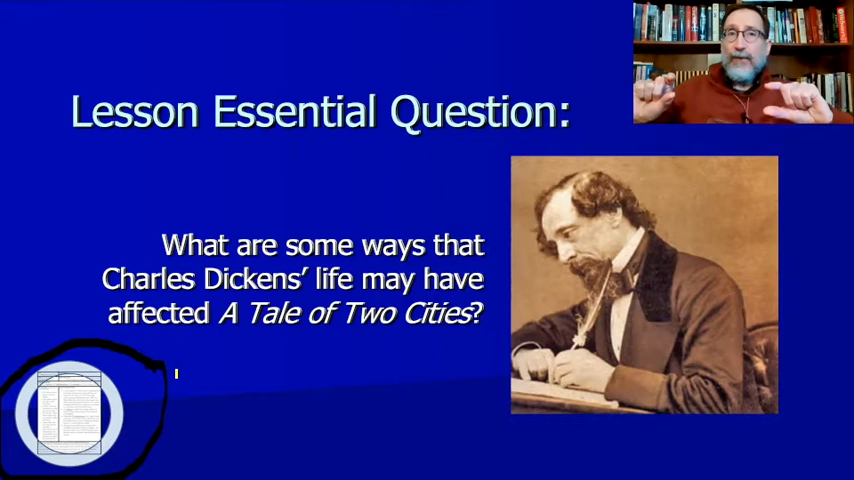 Lesson Essential Question:
What are some ways that
Charles Dickens' life may have
affected A Tale of Two Cities?